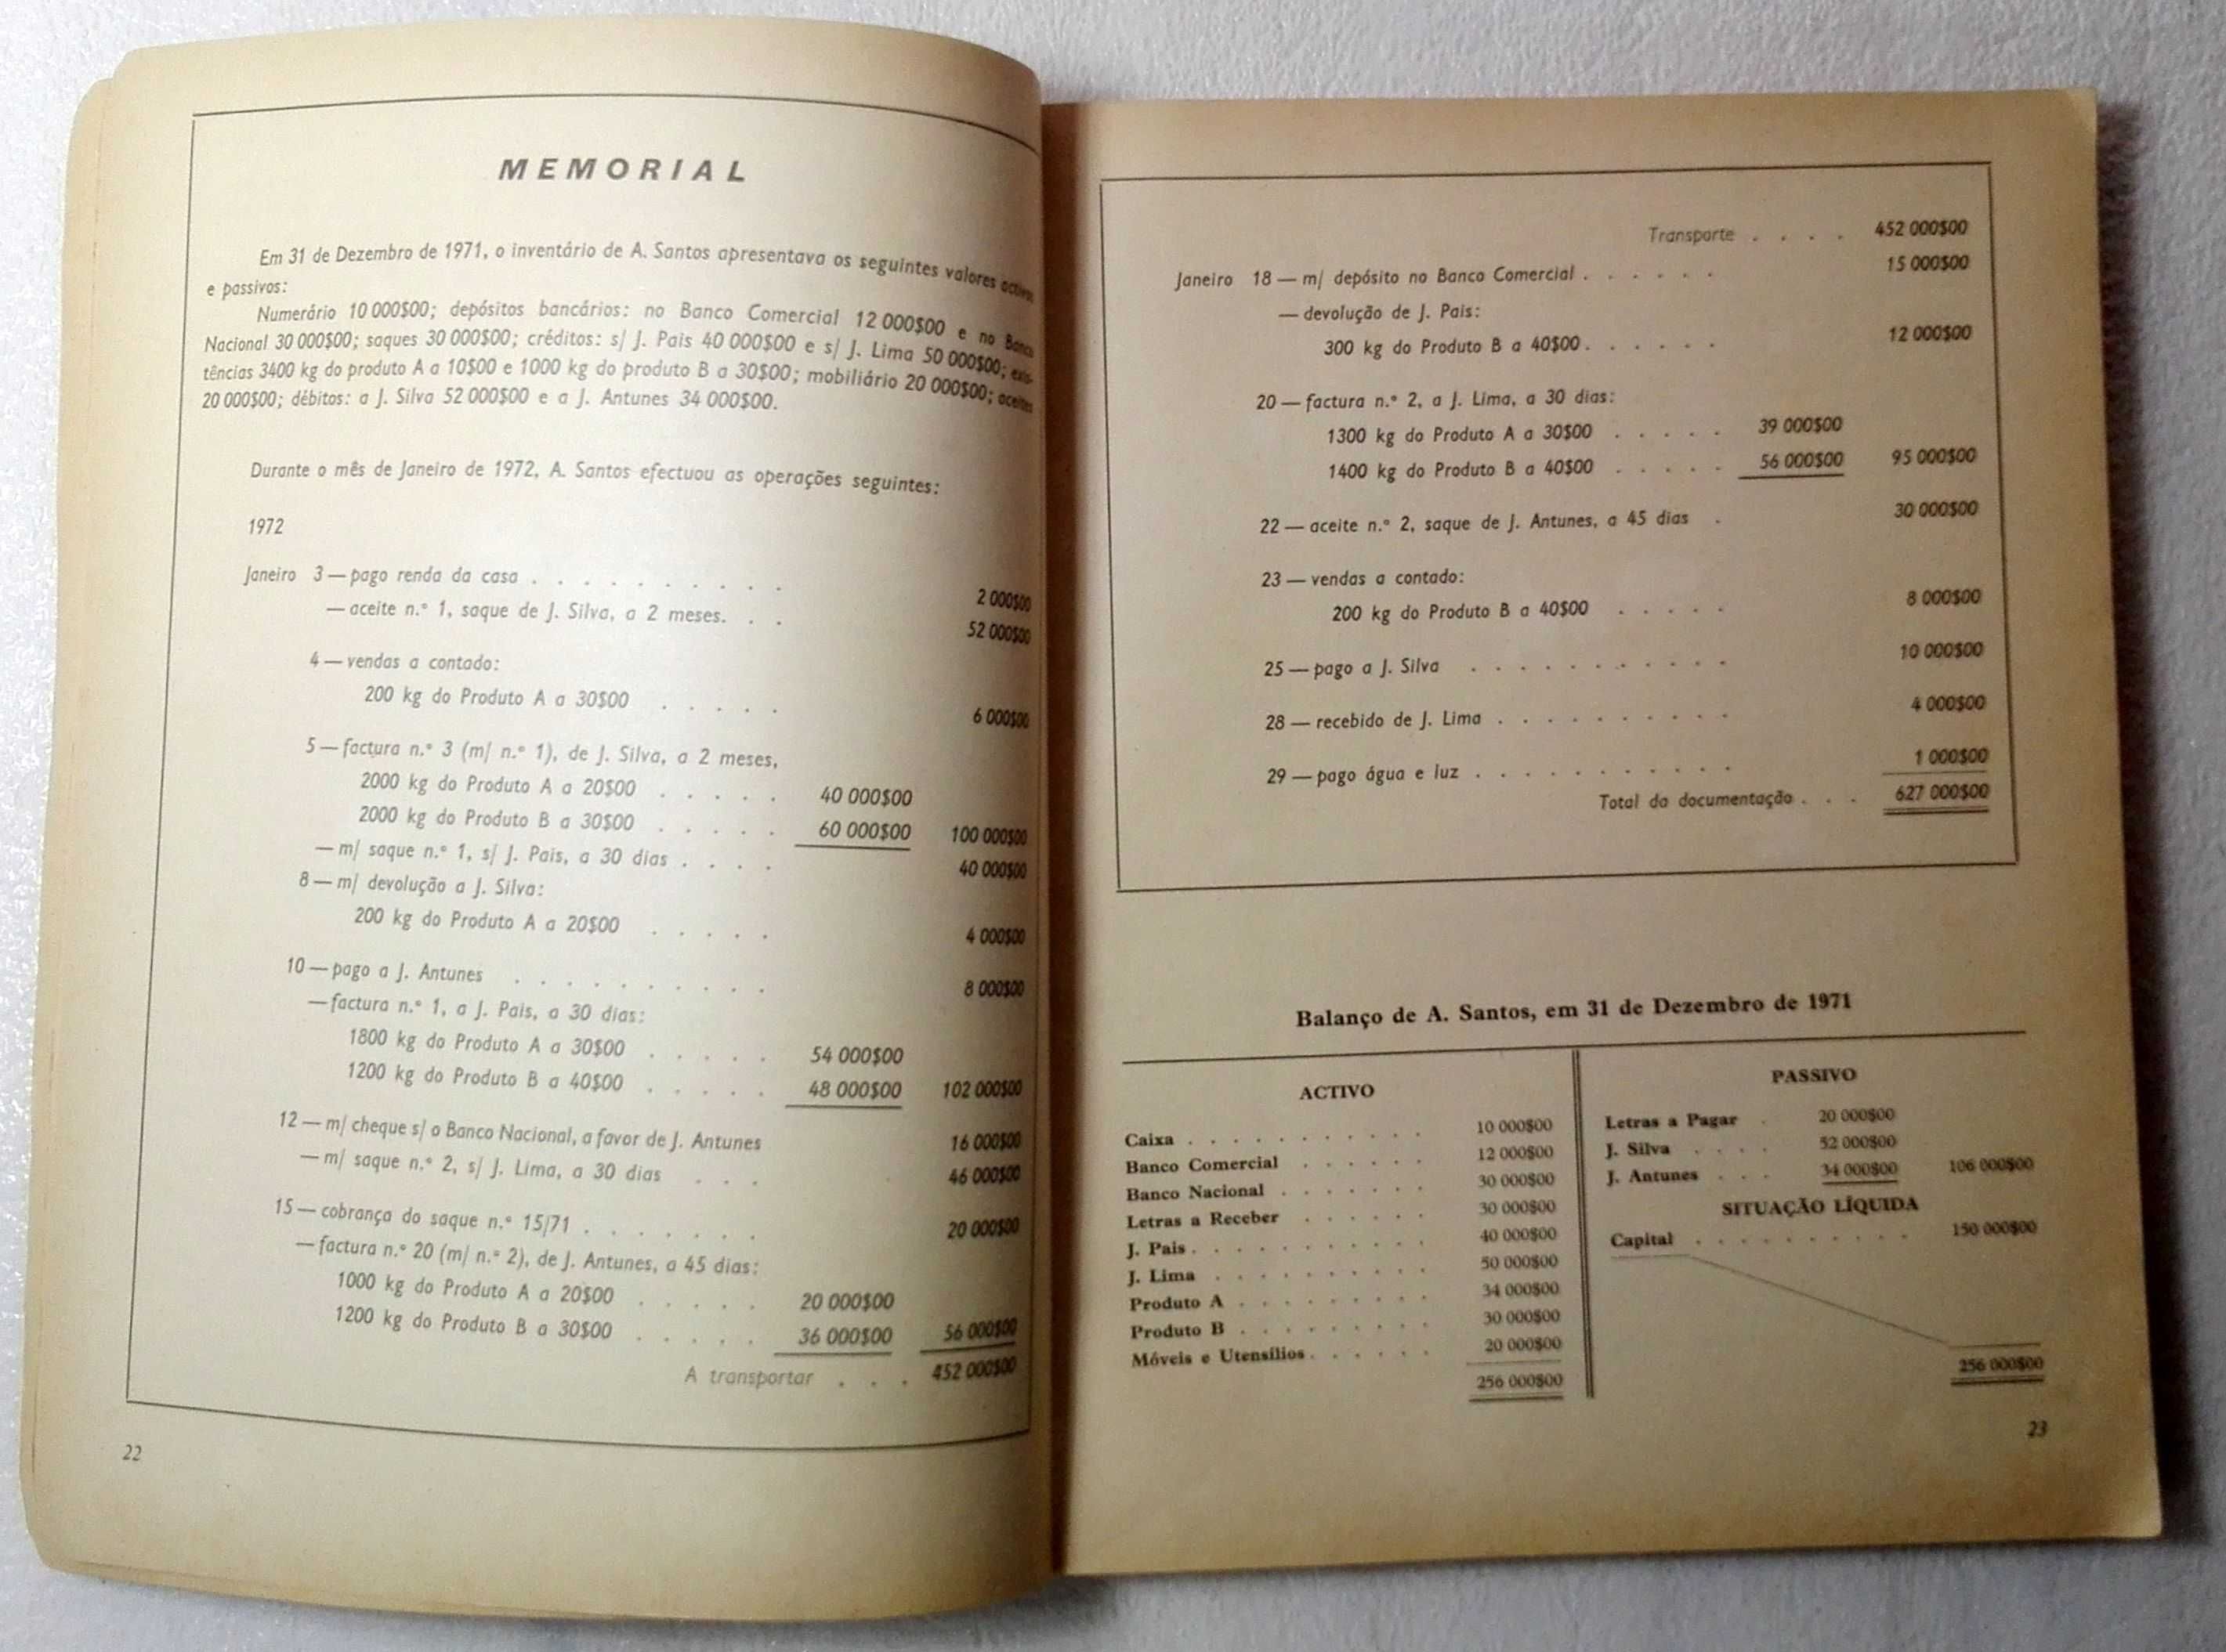 MEMORIAL
Em 31 de Dezembro de 1971, o inventário de A. Santos apresentava os seguintes valores activos
e passivos:
Numerário 10 000$00; depósitos bancários: no Banco Comercial 12 000$00 e no Banco
Nacional 30 000$00; saques 30 000$00; créditos: s/ J. Pais 40 000$00 e s/ J. Lima 50 000$00; exis-
tências 3400 kg do produto A a 10$00 e 1000 kg do produto B a 30$00; mobiliário 20 000$00; aceites
20 000$00; débitos: a J. Silva 52 000$00 e a J. Antunes 34 000$00.
Durante o mês de Janeiro de 1972, A. Santos efectuou as operações seguintes:
1972
Janeiro 3 — pago renda da casa . . . . . . . . . . 2 000$00
— aceite n.º 1, saque de J. Silva, a 2 meses. . . 52 000$00
4 — vendas a contado:
200 kg do Produto A a 30$00 . . . . . 6 000$00
5 — factura n.º 3 (m/ n.º 1), de J. Silva, a 2 meses,
2000 kg do Produto A a 20$00 . . . . . 40 000$00
2000 kg do Produto B a 30$00 . . . . . 60 000$00 100 000$00
— m/ saque n.º 1, s/ J. Pais, a 30 dias . . . . 40 000$00
8 — m/ devolução a J. Silva:
200 kg do Produto A a 20$00 . . . . . 4 000$00
10 — pago a J. Antunes . . . . . . . . . . 8 000$00
— factura n.º 1, a J. Pais, a 30 dias:
1800 kg do Produto A a 30$00 . . . . . 54 000$00
1200 kg do Produto B a 40$00 . . . . . 48 000$00 102 000$00
12 — m/ cheque s/ o Banco Nacional, a favor de J. Antunes 16 000$00
— m/ saque n.º 2, s/ J. Lima, a 30 dias . . . 46 000$00
15 — cobrança do saque n.º 15/71 . . . . . . . 20 000$00
— factura n.º 20 (m/ n.º 2), de J. Antunes, a 45 dias:
1000 kg do Produto A a 20$00 . . . . . 20 000$00
1200 kg do Produto B a 30$00 . . . . . 36 000$00 56 000$00
A transportar . . . 452 000$00
22
Transporte . . . . 452 000$00
Janeiro 18 — m/ depósito no Banco Comercial . . . . . . 15 000$00
— devolução de J. Pais:
300 kg do Produto B a 40$00 . . . . . . 12 000$00
20 — factura n.º 2, a J. Lima, a 30 dias:
1300 kg do Produto A a 30$00 . . . . . 39 000$00
1400 kg do Produto B a 40$00 . . . . . 56 000$00 95 000$00
22 — aceite n.º 2, saque de J. Antunes, a 45 dias . 30 000$00
23 — vendas a contado:
200 kg do Produto B a 40$00 . . . . . 8 000$00
25 — pago a J. Silva . . . . . . . . . . . 10 000$00
28 — recebido de J. Lima . . . . . . . . . . 4 000$00
29 — pago água e luz . . . . . . . . . . . 1 000$00
Total da documentação . . . 627 000$00
Balanço de A. Santos, em 31 de Dezembro de 1971
ACTIVO
Caixa . . . . . . . . . . . 10 000$00
Banco Comercial . . . . . . 12 000$00
Banco Nacional . . . . . . . 30 000$00
Letras a Receber . . . . . . 30 000$00
J. Pais . . . . . . . . . . . 40 000$00
J. Lima . . . . . . . . . . 50 000$00
Produto A . . . . . . . . . 34 000$00
Produto B . . . . . . . . . 30 000$00
Móveis e Utensílios . . . . . . 20 000$00
256 000$00
PASSIVO
Letras a Pagar . 20 000$00
J. Silva . . . . 52 000$00
J. Antunes . . . 34 000$00 106 000$00
SITUAÇÃO LÍQUIDA
Capital . . . . . . . . . . 150 000$00
256 000$00
23